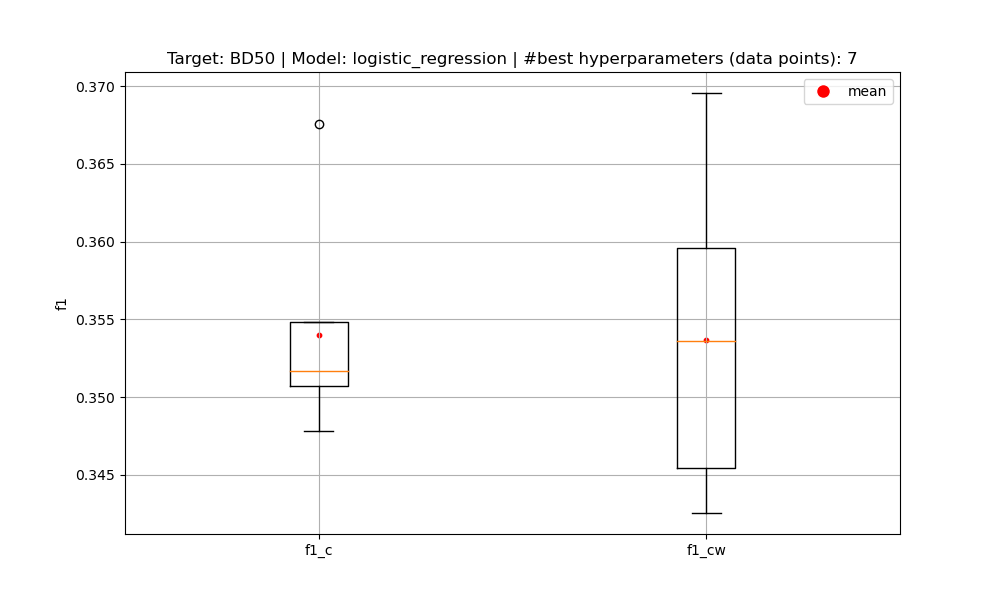 Target: BD50 | Model: logistic_regression | #best hyperparameters (data points): 7
mean
0.370
0.365
0.360
0.355
0.350
0.345
f1
f1_c
f1_cw